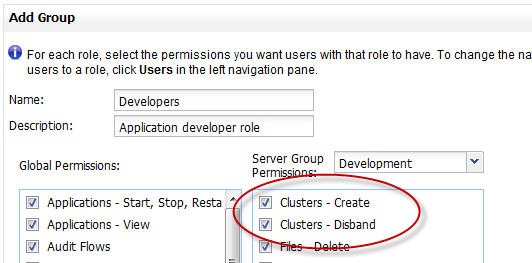 Add Group
For each role, select the permissions you want users with that role to have. To change the na
users to a role, click Users in the left navigation pane.
Name: Developers
Description: Application developer role
Global Permissions:
Server Group Permissions: Development
Applications - Start, Stop, Resta
Applications - View
Audit Flows
Clusters - Create
Clusters - Disband
Files - Delete